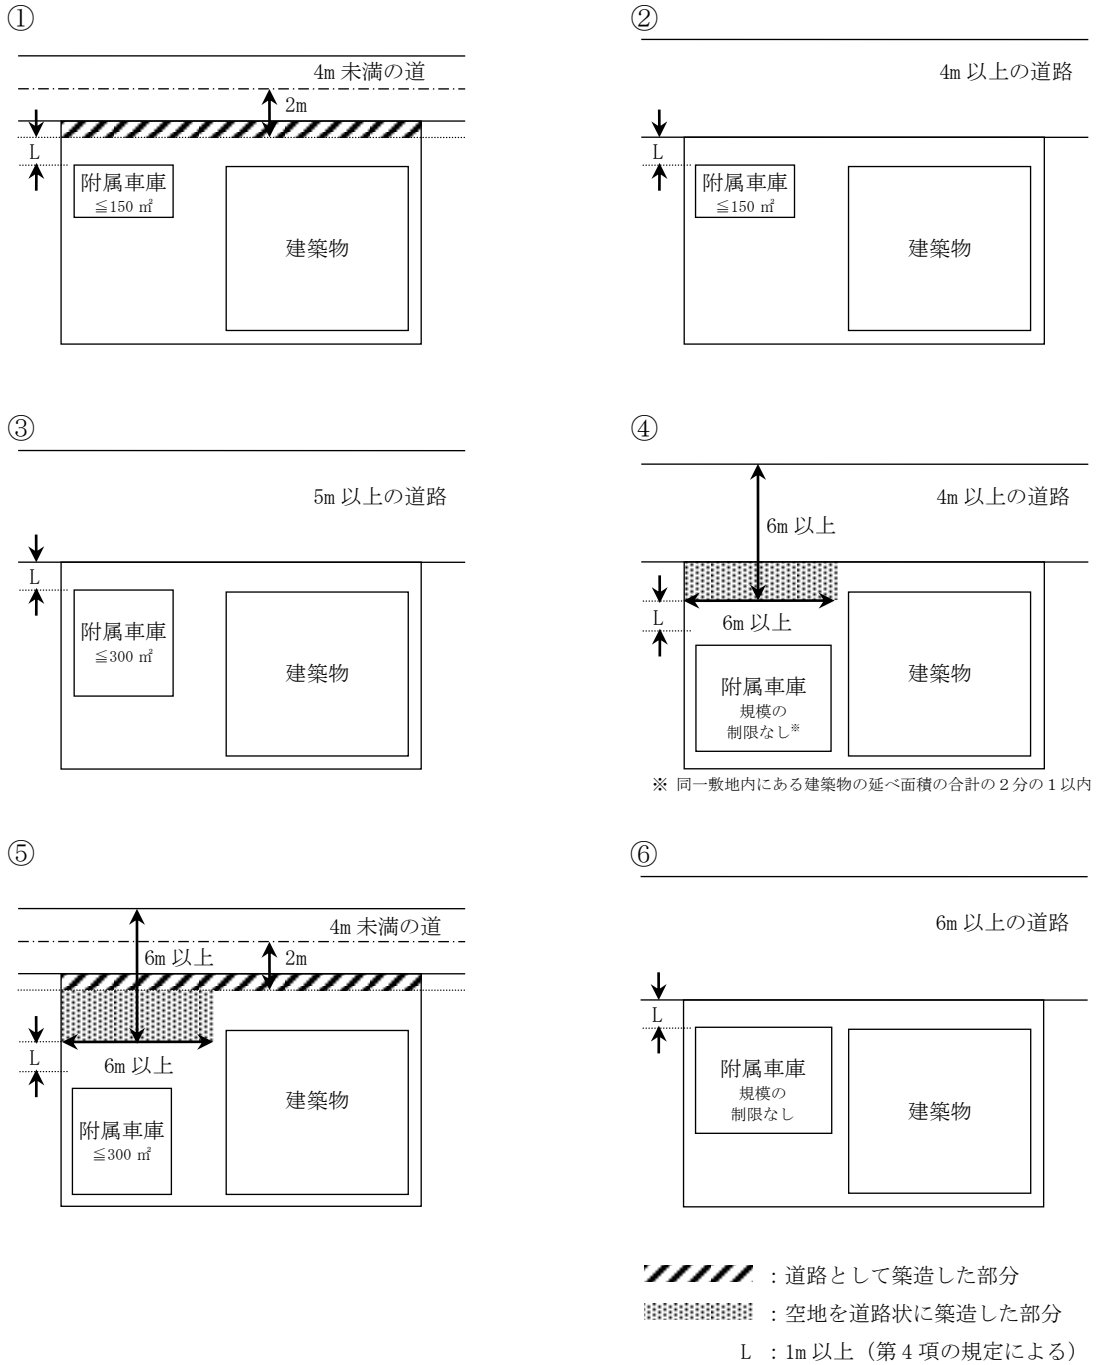 ①
4m 未満の道
2m
L
附属車庫
≦150 ㎡
建築物
②
4m 以上の道路
L
附属車庫
≦150 ㎡
建築物
③
5m 以上の道路
L
附属車庫
≦300 ㎡
建築物
④
4m 以上の道路
6m 以上
L
6m 以上
附属車庫
規模の
制限なし※
建築物
※ 同一敷地内にある建築物の延べ面積の合計の２分の１以内
⑤
4m 未満の道
6m 以上
2m
L
6m 以上
附属車庫
≦300 ㎡
建築物
⑥
6m 以上の道路
L
附属車庫
規模の
制限なし
建築物
：道路として築造した部分
：空地を道路状に築造した部分
L ：1m 以上（第４項の規定による）